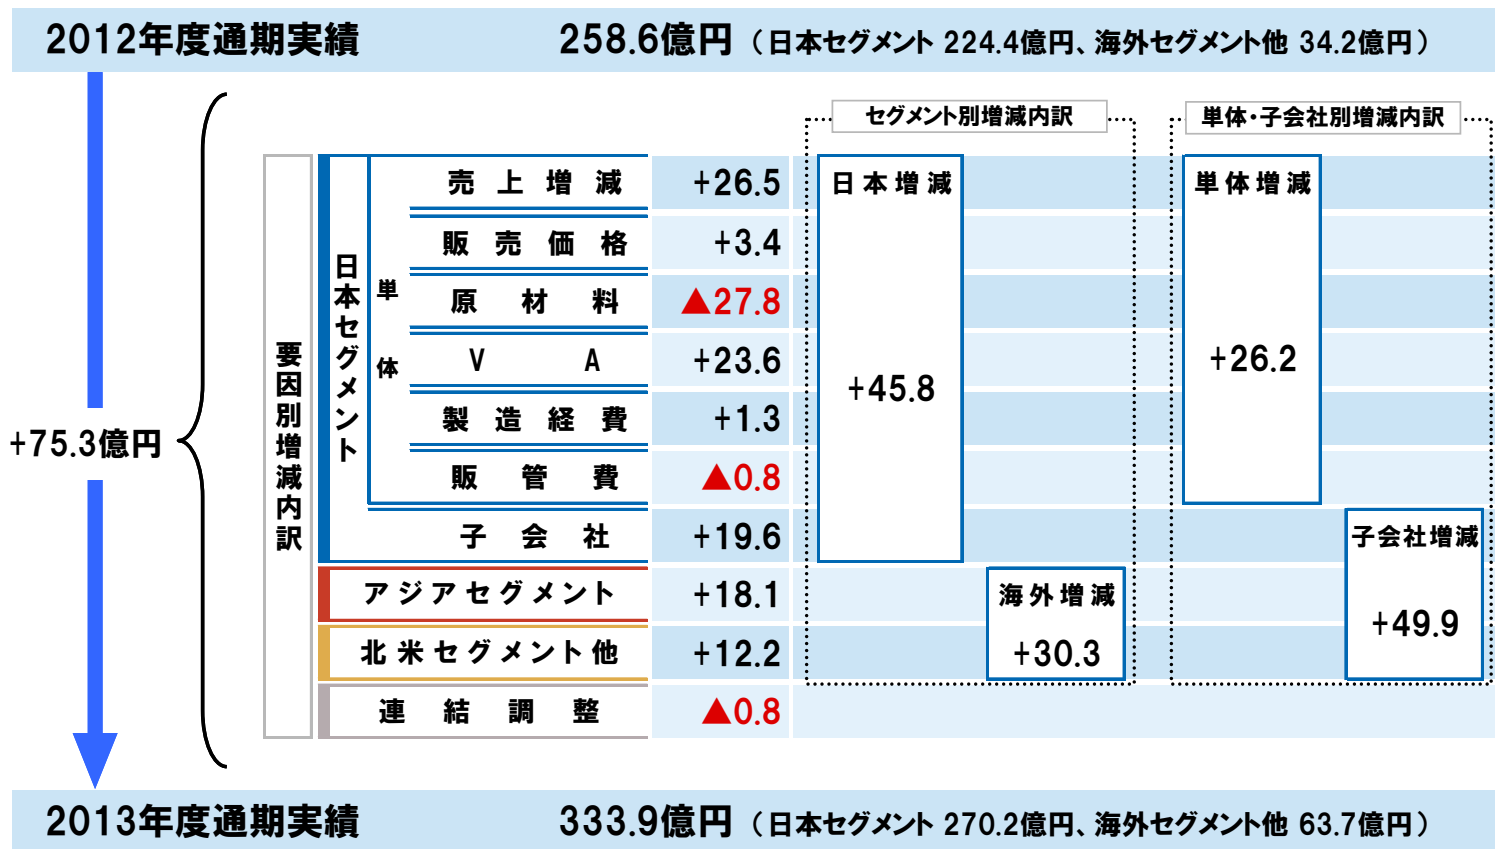 2012年度通期実績 258.6億円 （日本セグメント 224.4億円、海外セグメント他 34.2億円）
セグメント別増減内訳 単体・子会社別増減内訳
+75.3億円
要因別増減内訳
日本セグメント
単体
売上増減 +26.5
販売価格 +3.4
原材料 ▲27.8
VA +23.6
製造経費 +1.3
販管費 ▲0.8
子会社 +19.6
アジアセグメント +18.1
北米セグメント他 +12.2
連結調整 ▲0.8
日本増減
+45.8
海外増減
+30.3
単体増減
+26.2
子会社増減
+49.9
2013年度通期実績 333.9億円 （日本セグメント 270.2億円、海外セグメント他 63.7億円）